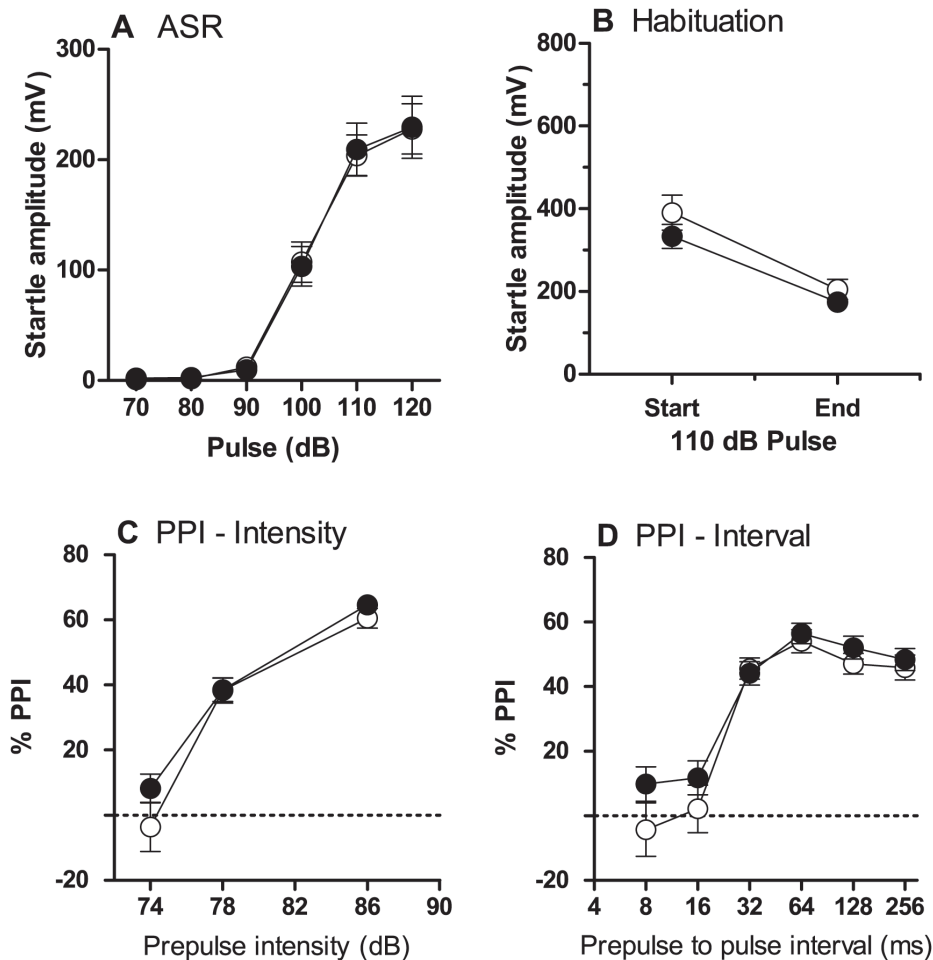 A ASR
Startle amplitude (mV)
300
200
100
0
70 80 90 100 110 120
Pulse (dB)
B Habituation
Startle amplitude (mV)
800
600
400
200
0
Start End
110 dB Pulse
C PPI - Intensity
% PPI
80
60
40
20
-20
74 78 82 86 90
Prepulse intensity (dB)
D PPI - Interval
% PPI
80
60
40
20
-20
4 8 16 32 64 128 256
Prepulse to pulse interval (ms)